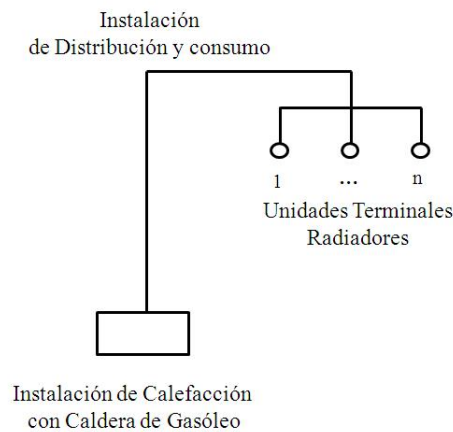 Instalación
de Distribución y consumo
1 ... n
Unidades Terminales
Radiadores
Instalación de Calefacción
con Caldera de Gasóleo